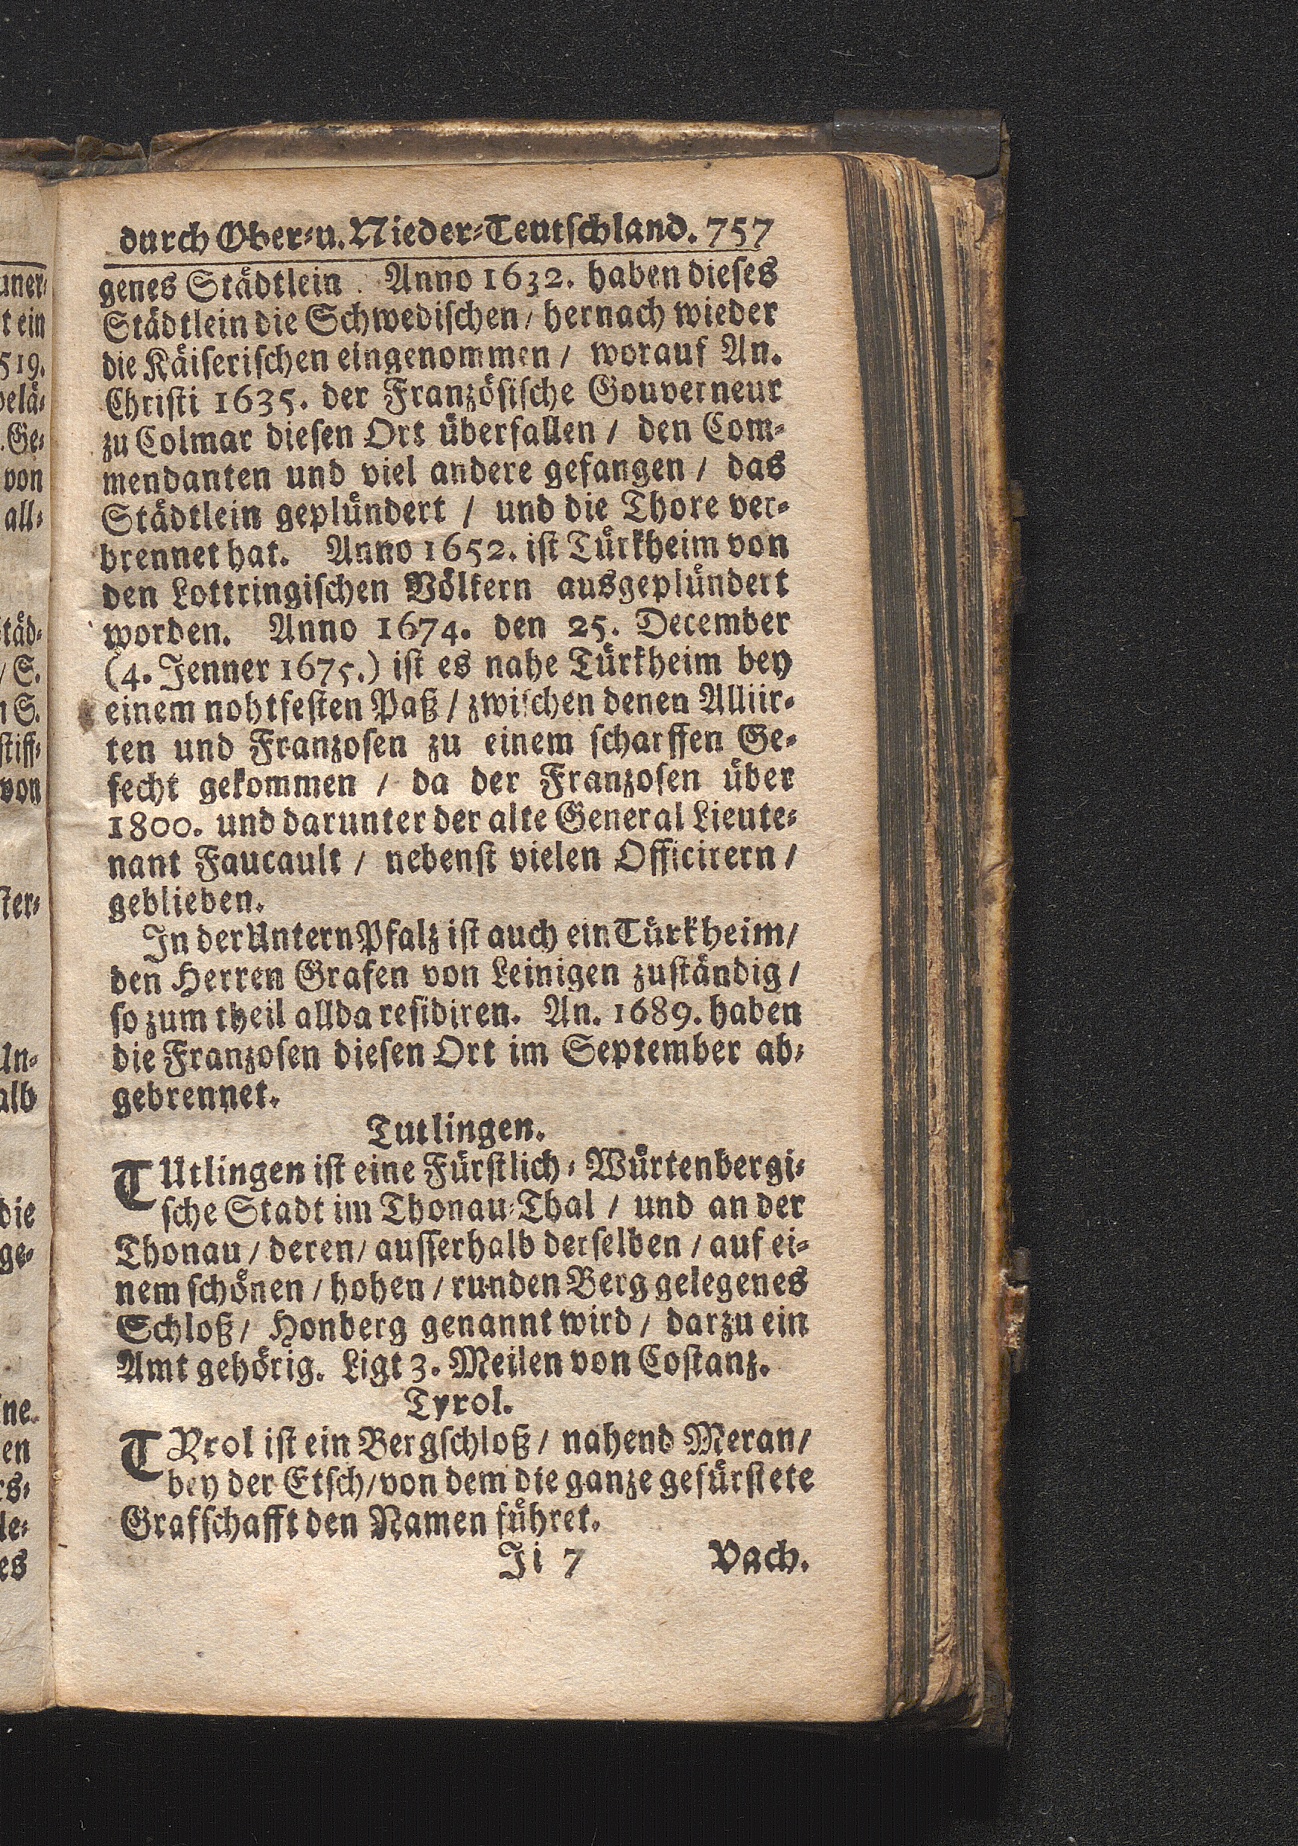 durch Ober-u. Nieder-Teutschland. 757
genes Städtlein. Anno 1632. haben dieses
Städtlein die Schwedischen / hernach wieder
die Käiserischen eingenommen / worauf An.
Christi 1635. der Französische Gouverneur
zu Colmar diesen Ort überfallen / den Com-
mendanten und viel andere gefangen / das
Städtlein geplündert / und die Thore ver-
brennet hat. Anno 1652. ist Türkheim von
den Lottringischen Völkern ausgeplündert
worden. Anno 1674. den 25. December
(4. Jenner 1675.) ist es nahe Türkheim bey
einem nohtfesten Paß / zwischen denen Alliir-
ten und Franzosen zu einem scharffen Ge-
fecht gekommen / da der Franzosen über
1800. und darunter der alte General Lieute-
nant Faucault / nebenst vielen Officirern /
geblieben.
In der Untern Pfalz ist auch ein Türkheim /
den Herren Grafen von Leinigen zuständig /
so zum theil allda residiren. An. 1689. haben
die Franzosen diesen Ort im September ab-
gebrennet.
Tutlingen.
TUtlingen ist eine Fürstlich-Würtenbergi-
sche Stadt im Thonau-Thal / und an der
Thonau / deren / ausserhalb derselben / auf ei-
nem schönen / hohen / runden Berg gelegenes
Schloß / Honberg genannt wird / darzu ein
Amt gehörig. Ligt 3. Meilen von Costanz.
Tyrol.
TYrol ist ein Bergschloß / nahend Meran /
bey der Etsch / von dem die ganze gefürstete
Grafschafft den Namen führet.
Ji 7 Vach.